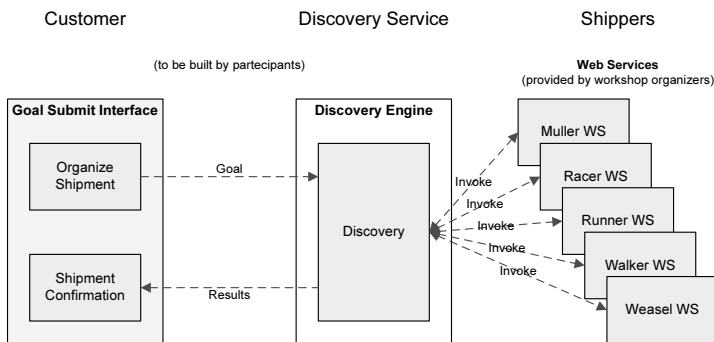 Customer
Discovery Service
Shippers
(to be built by partecipants)
Web Services
(provided by workshop organizers)
Goal Submit Interface
Discovery Engine
Organize
Shipment
Goal
Discovery
Shipment
Confirmation
Results
Invoke
Invoke
Invoke
Invoke
Invoke
Muller WS
Racer WS
Runner WS
Walker WS
Weasel WS